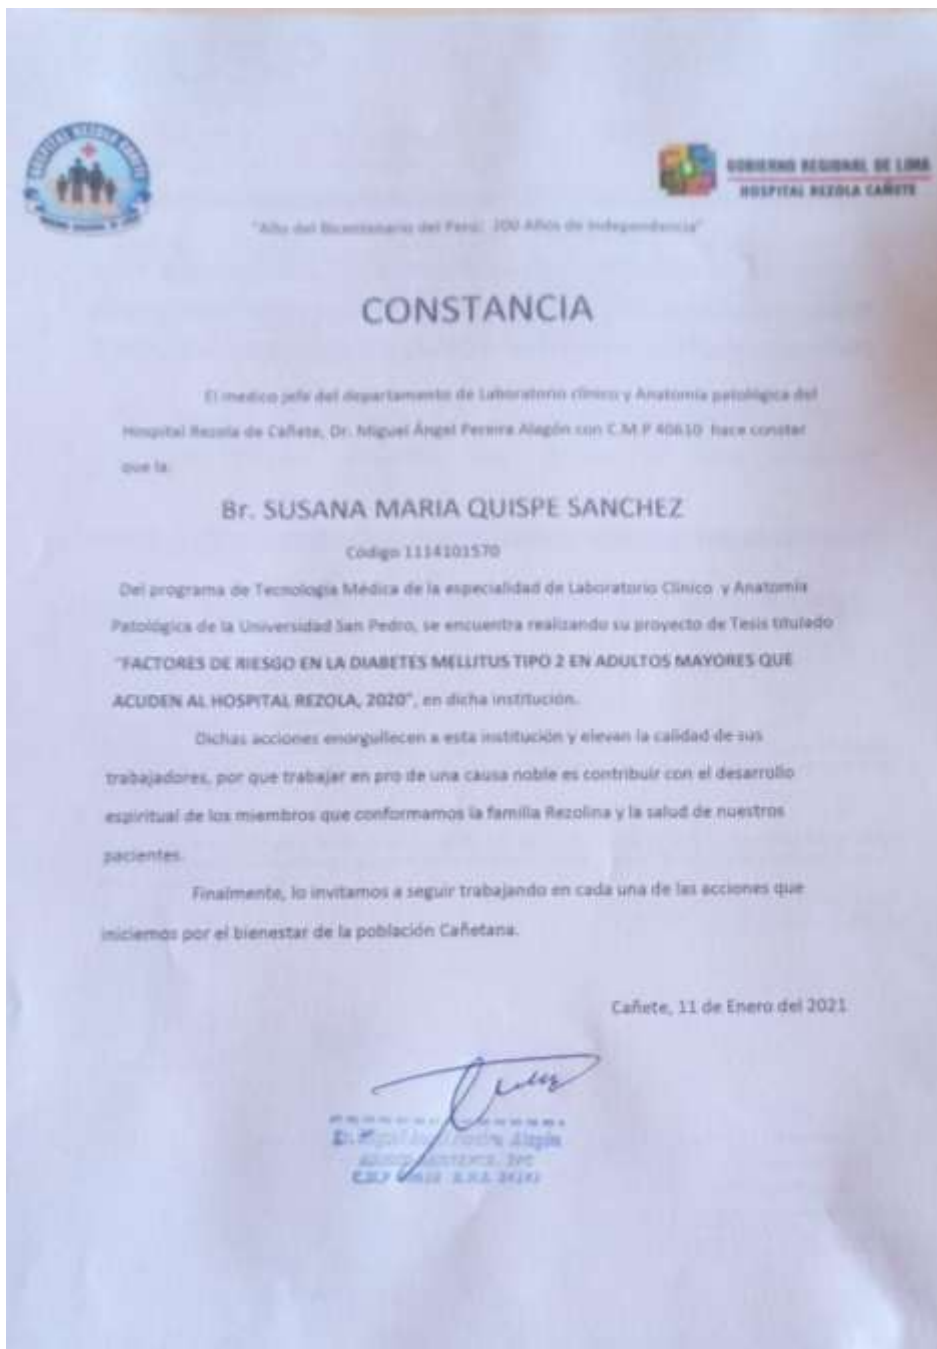 HOSPITAL REZOLA CAÑETE
GOBIERNO REGIONAL DE LIMA
HOSPITAL REZOLA CAÑETE
"Año del Bicentenario del Perú: 200 Años de Independencia"
CONSTANCIA
El medico jefe del departamento de Laboratorio clínico y Anatomía patológica del
Hospital Rezola de Cañete, Dr. Miguel Ángel Pereira Alagón con C.M.P 40610 hace constar
que la:
Br. SUSANA MARIA QUISPE SANCHEZ
Código 1114101570
Del programa de Tecnología Médica de la especialidad de Laboratorio Clínico y Anatomía
Patológica de la Universidad San Pedro, se encuentra realizando su proyecto de Tesis titulado
"FACTORES DE RIESGO EN LA DIABETES MELLITUS TIPO 2 EN ADULTOS MAYORES QUE
ACUDEN AL HOSPITAL REZOLA, 2020", en dicha institución.
Dichas acciones enorgullecen a esta institución y elevan la calidad de sus
trabajadores, por que trabajar en pro de una causa noble es contribuir con el desarrollo
espiritual de los miembros que conformamos la familia Rezolina y la salud de nuestros
pacientes.
Finalmente, lo invitamos a seguir trabajando en cada una de las acciones que
iniciemos por el bienestar de la población Cañetana.
Cañete, 11 de Enero del 2021
Dr. Alagón